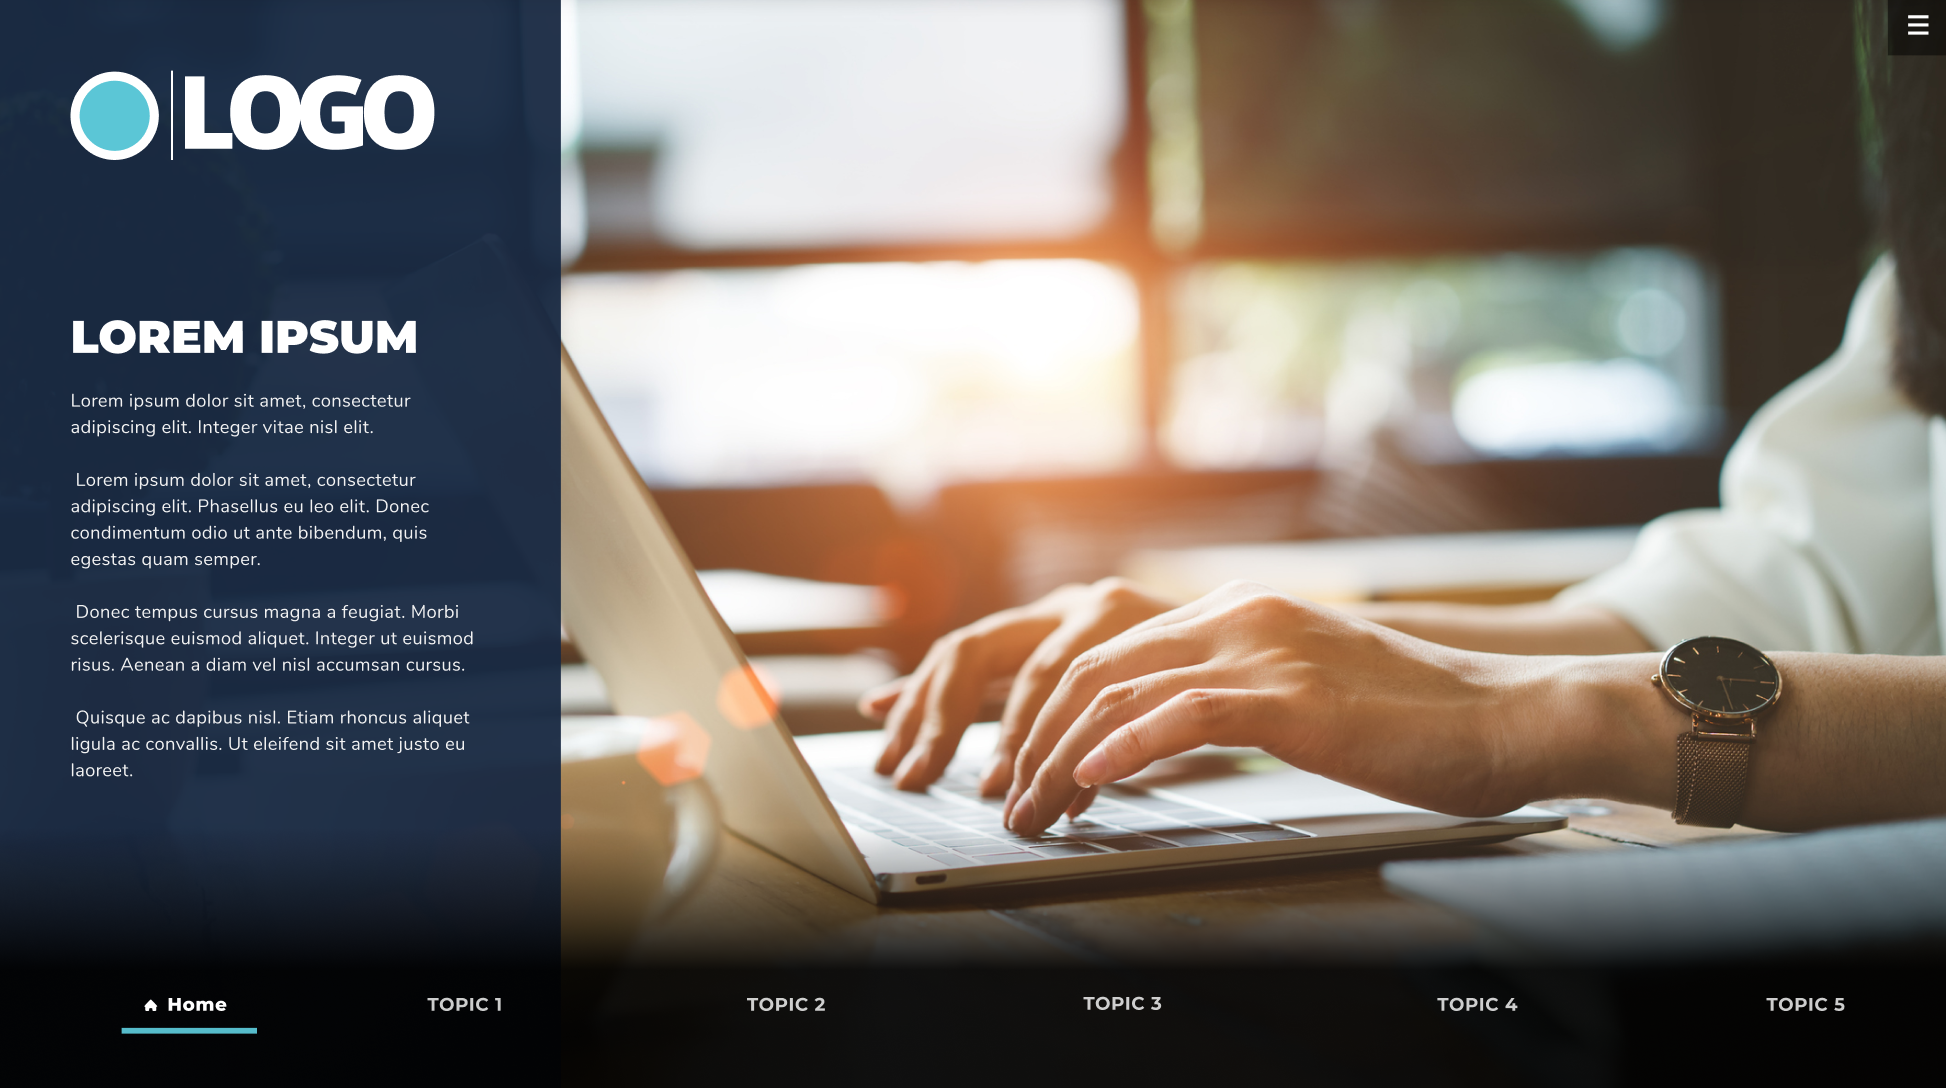 LOGO
LOREM IPSUM
Lorem ipsum dolor sit amet, consectetur
adipiscing elit. Integer vitae nisl elit.
Lorem ipsum dolor sit amet, consectetur
adipiscing elit. Phasellus eu leo elit. Donec
condimentum odio ut ante bibendum, quis
egestas quam semper.
Donec tempus cursus magna a feugiat. Morbi
scelerisque euismod aliquet. Integer ut euismod
risus. Aenean a diam vel nisl accumsan cursus.
Quisque ac dapibus nisl. Etiam rhoncus aliquet
ligula ac convallis. Ut eleifend sit amet justo eu
laoreet.
Home
TOPIC 1
TOPIC 2
TOPIC 3
TOPIC 4
TOPIC 5